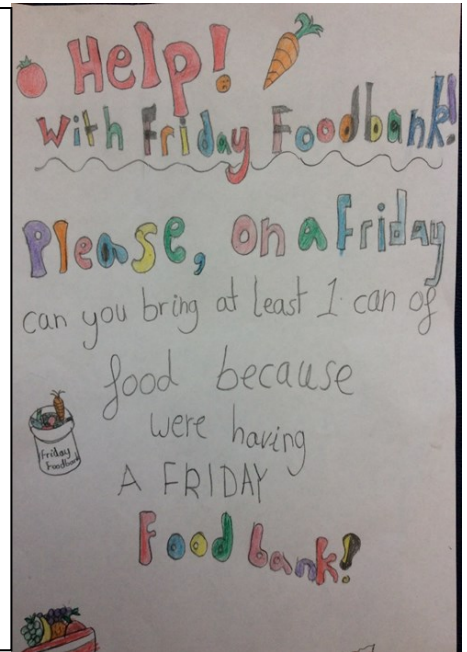 Help!
with Friday Foodbank!
Please, on a Friday
can you bring at least 1 can of
food because
were having
A FRIDAY
Food bank!
Friday
Foodbank